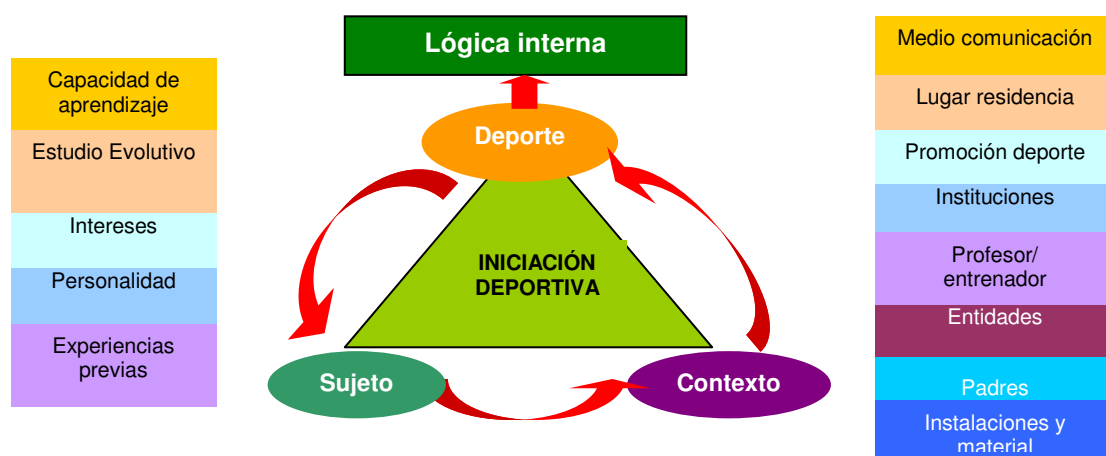 Lógica interna
Capacidad de
aprendizaje
Estudio Evolutivo
Intereses
Personalidad
Experiencias
previas
Deporte
INICIACIÓN
DEPORTIVA
Sujeto
Contexto
Medio comunicación
Lugar residencia
Promoción deporte
Instituciones
Profesor/
entrenador
Entidades
Padres
Instalaciones y
material